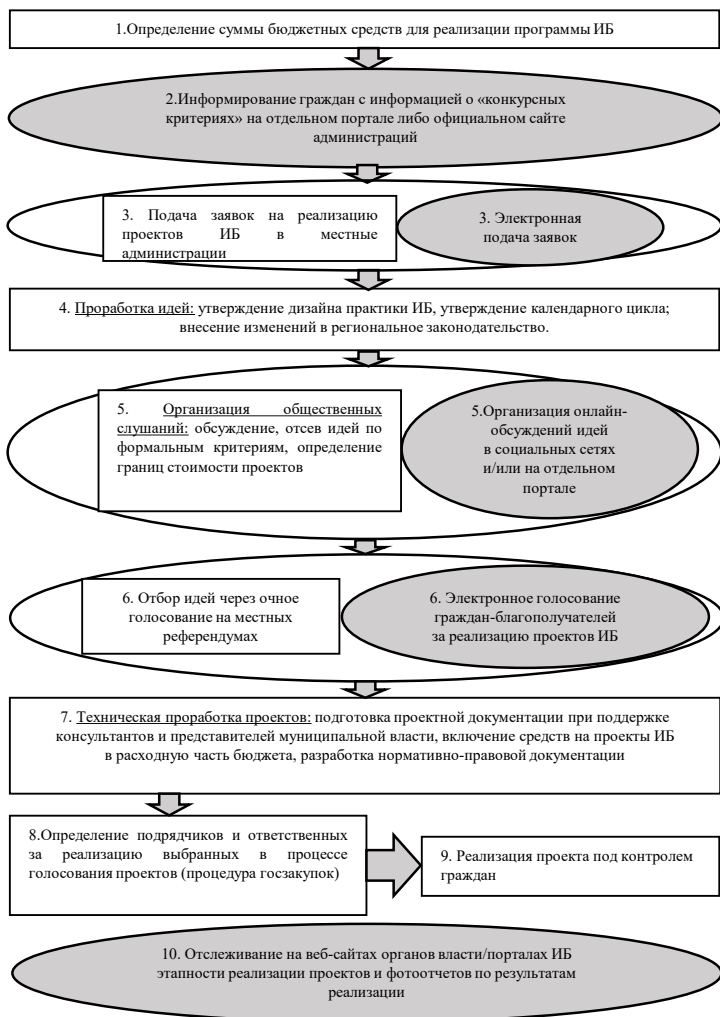 1.Определение суммы бюджетных средств для реализации программы ИБ
2.Информирование граждан с информацией о «конкурсных
критериях» на отдельном портале либо официальном сайте
администраций
3. Подача заявок на реализацию
проектов ИБ в местные
администрации
3. Электронная
подача заявок
4. Проработка идей: утверждение дизайна практики ИБ, утверждение календарного цикла;
внесение изменений в региональное законодательство.
5. Организация общественных
слушаний: обсуждение, отсев идей по
формальным критериям, определение
границ стоимости проектов
5.Организация онлайн-
обсуждений идей
в социальных сетях
и/или на отдельном
портале
6. Отбор идей через очное
голосование на местных
референдумах
6. Электронное голосование
граждан-благополучателей
за реализацию проектов ИБ
7. Техническая проработка проектов: подготовка проектной документации при поддержке
консультантов и представителей муниципальной власти, включение средств на проекты ИБ
в расходную часть бюджета, разработка нормативно-правовой документации
8.Определение подрядчиков и ответственных
за реализацию выбранных в процессе
голосования проектов (процедура госзакупок)
9. Реализация проекта под контролем
граждан
10. Отслеживание на веб-сайтах органов власти/порталах ИБ
этапности реализации проектов и фотоотчетов по результатам
реализации